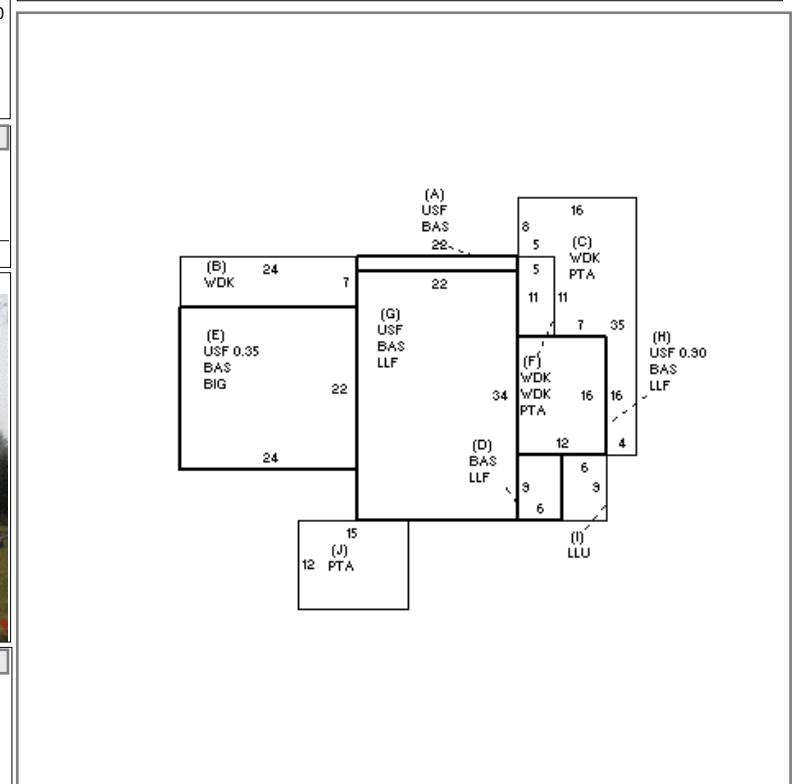 (A)
USF
BAS
22
16
8
5
(C)
WDK
PTA
(B)
WDK
24
7
5
22
11
11
(G)
USF
BAS
LLF
7
35
(E)
USF 0.35
BAS
BIG
(H)
USF 0.90
BAS
LLF
(F)
WDK
WDK
PTA
22
34
16
16
12
4
(D)
BAS
LLF
24
6
9
9
6
15
(J)
PTA
12
(I)
LLU